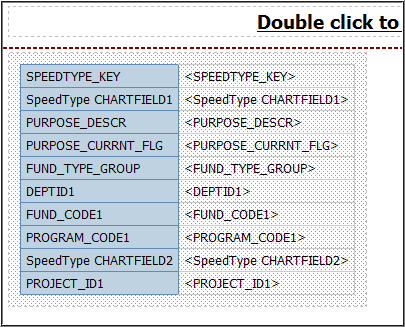 Double click to
SPEEDTYPE_KEY <SPEEDTYPE_KEY>
SpeedType CHARTFIELD1 <SpeedType CHARTFIELD1>
PURPOSE_DESCR <PURPOSE_DESCR>
PURPOSE_CURRNT_FLG <PURPOSE_CURRNT_FLG>
FUND_TYPE_GROUP <FUND_TYPE_GROUP>
DEPTID1 <DEPTID1>
FUND_CODE1 <FUND_CODE1>
PROGRAM_CODE1 <PROGRAM_CODE1>
SpeedType CHARTFIELD2 <SpeedType CHARTFIELD2>
PROJECT_ID1 <PROJECT_ID1>